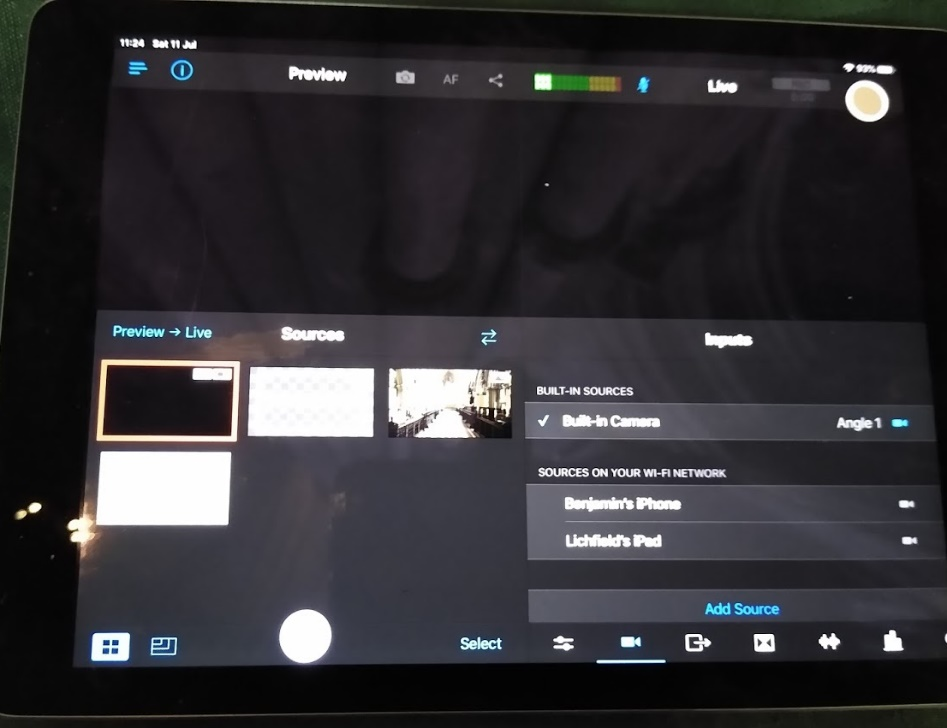 11:24 Sat 11 Jul
93%
Preview
AF
Live
Preview → Live
Sources
Inputs
BUILT-IN SOURCES
✓ Built-in Camera
Angle 1
SOURCES ON YOUR WI-FI NETWORK
Benjamin's iPhone
Lichfield's iPad
Add Source
Select